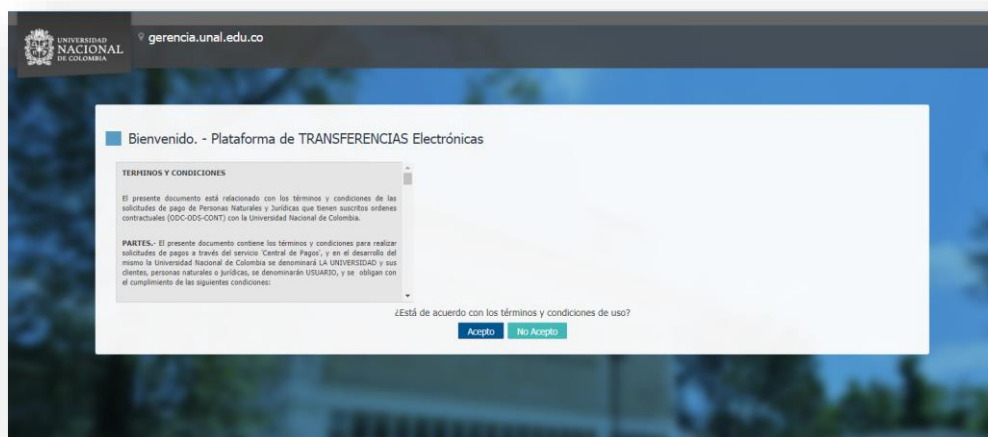 UNIVERSIDAD
NACIONAL
DE COLOMBIA
gerencia.unal.edu.co
Bienvenido. - Plataforma de TRANSFERENCIAS Electrónicas
TERMINOS Y CONDICIONES
El presente documento está relacionado con los términos y condiciones de las
solicitudes de pago de Personas Naturales y Jurídicas que tienen suscritos ordenes
contractuales (ODC-ODS-CONT) con la Universidad Nacional de Colombia.
PARTES.- El presente documento contiene los términos y condiciones para realizar
solicitudes de pagos a través del servicio 'Central de Pagos', y en el desarrollo del
mismo la Universidad Nacional de Colombia se denominará LA UNIVERSIDAD y sus
clientes, personas naturales o jurídicas, se denominarán USUARIO, y se obligan con
el cumplimiento de las siguientes condiciones:
¿Está de acuerdo con los términos y condiciones de uso?
Acepto No Acepto